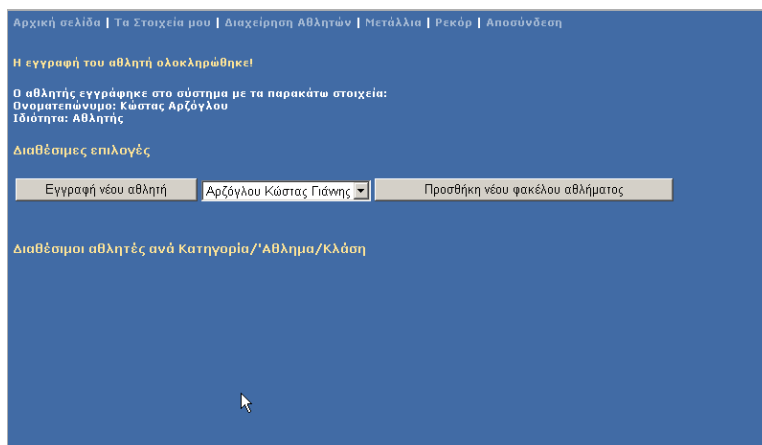 Αρχική σελίδα | Τα Στοιχεία μου | Διαχείρηση Αθλητών | Μετάλλια | Ρεκόρ | Αποσύνδεση
Η εγγραφή του αθλητή ολοκληρώθηκε!
Ο αθλητής εγγράφηκε στο σύστημα με τα παρακάτω στοιχεία:
Ονοματεπώνυμο: Κώστας Αρζόγλου
Ιδιότητα: Αθλητής
Διαθέσιμες επιλογές
Εγγραφή νέου αθλητή Αρζόγλου Κώστας Γιάννης Προσθήκη νέου φακέλου αθλήματος
Διαθέσιμοι αθλητές ανά Κατηγορία/'Αθλημα/Κλάση